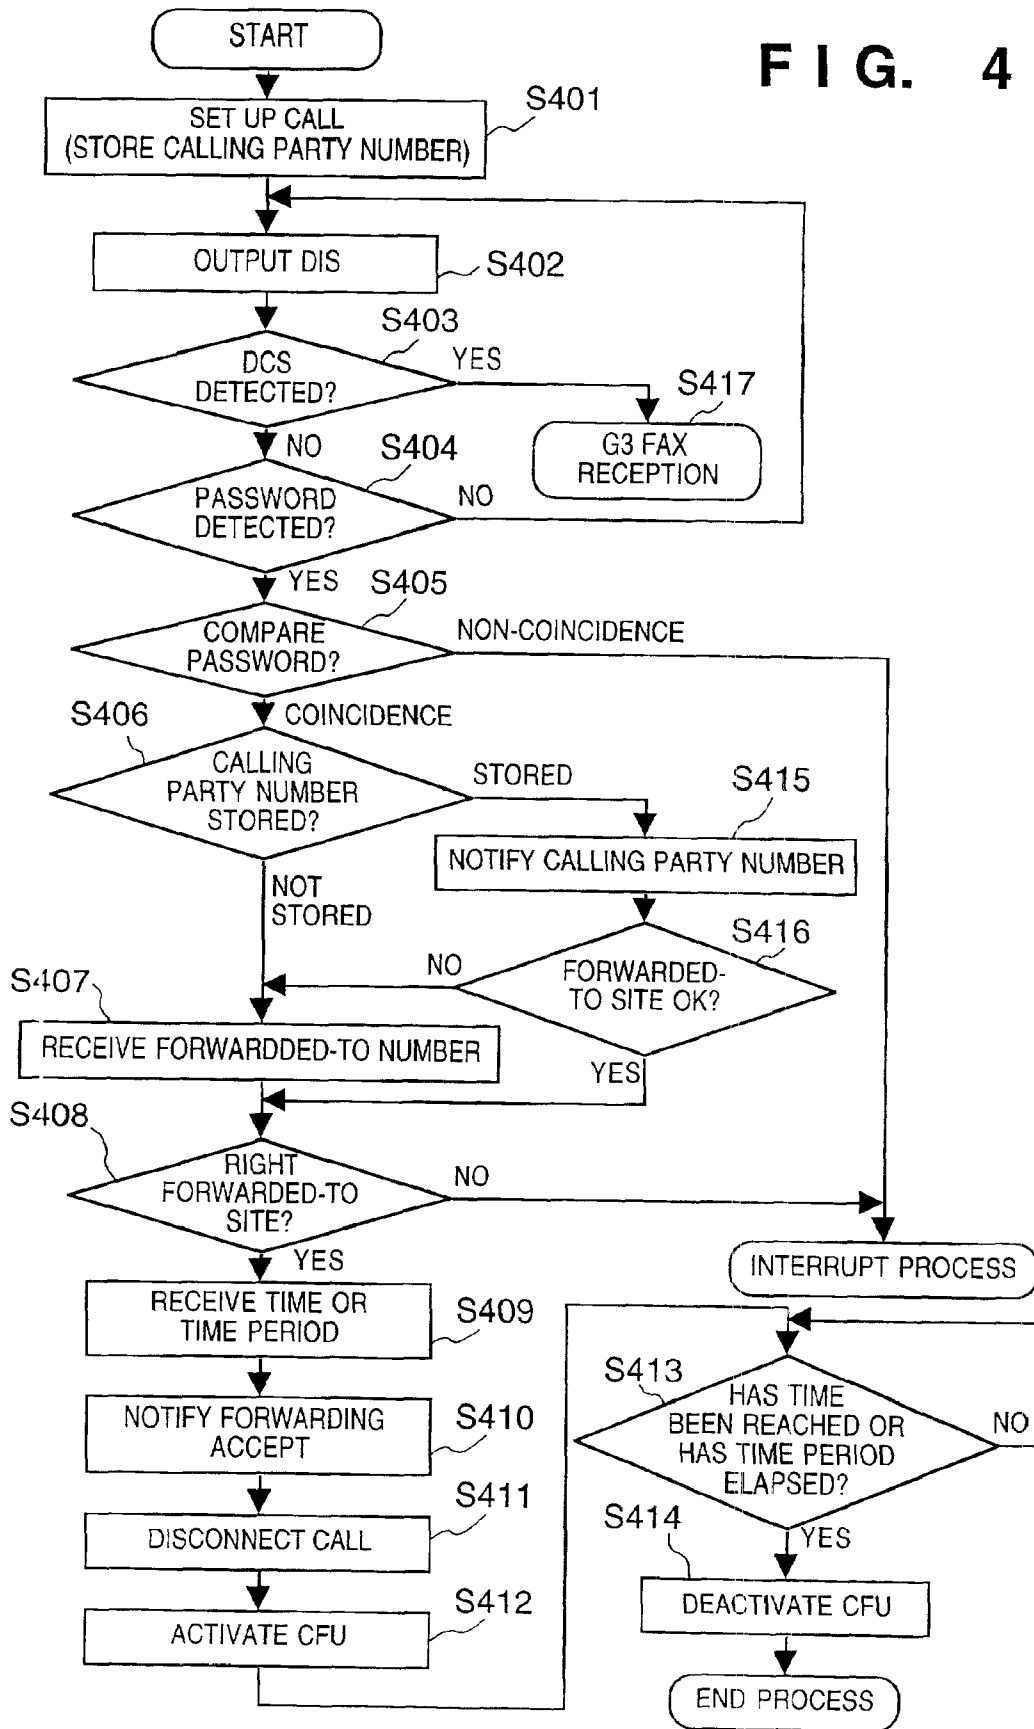 START
FIG. 4
SET UP CALL
(STORE CALLING PARTY NUMBER)
S401
OUTPUT DIS
S402
S403
DCS
DETECTED?
YES
S417
G3 FAX
RECEPTION
NO
S404
PASSWORD
DETECTED?
NO
YES
S405
COMPARE
PASSWORD?
NON-COINCIDENCE
COINCIDENCE
S406
CALLING
PARTY NUMBER
STORED?
STORED
S415
NOTIFY CALLING PARTY NUMBER
NOT
STORED
S416
FORWARDED-
TO SITE OK?
NO
YES
S407
RECEIVE FORWARDDED-TO NUMBER
S408
RIGHT
FORWARDED-TO
SITE?
NO
YES
INTERRUPT PROCESS
RECEIVE TIME OR
TIME PERIOD
S409
NOTIFY FORWARDING
ACCEPT
S410
S411
DISCONNECT CALL
S412
ACTIVATE CFU
S413
HAS TIME
BEEN REACHED OR
HAS TIME PERIOD
ELAPSED?
NO
YES
S414
DEACTIVATE CFU
END PROCESS